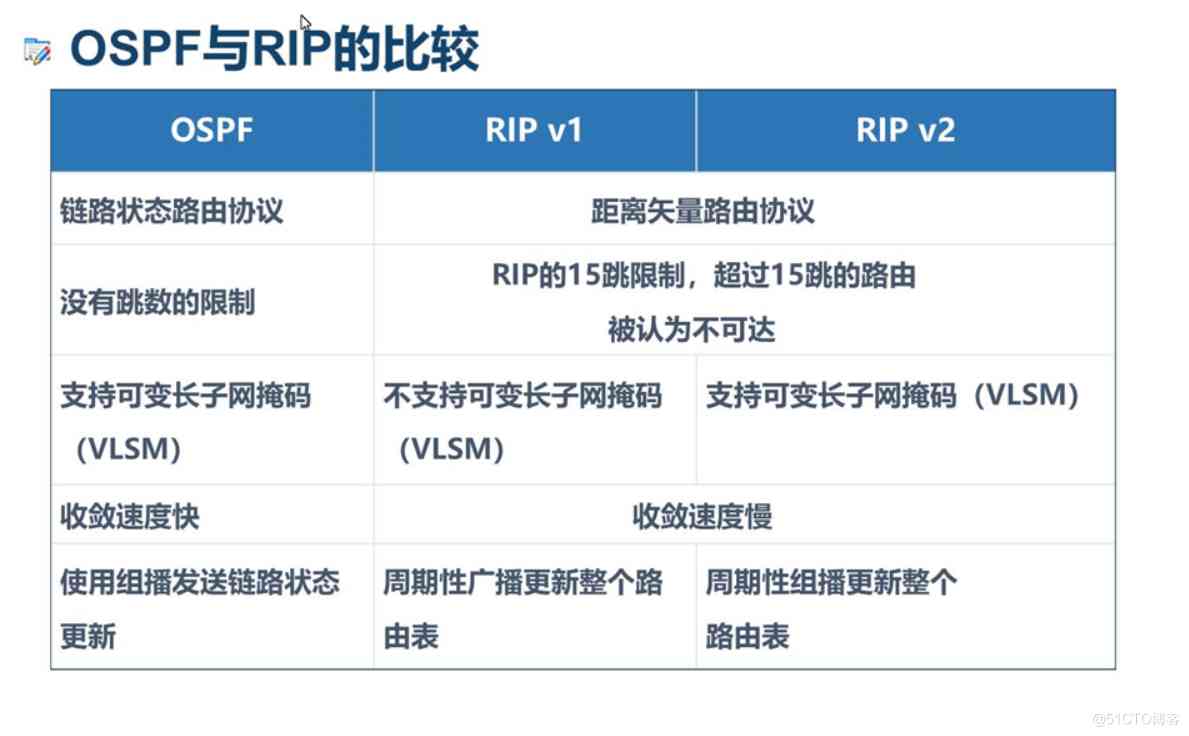 OSPF与RIP的比较
OSPF
RIP v1
RIP v2
链路状态路由协议
距离矢量路由协议
没有跳数的限制
RIP的15跳限制，超过15跳的路由
被认为不可达
支持可变长子网掩码
（VLSM）
不支持可变长子网掩码
（VLSM）
支持可变长子网掩码（VLSM）
收敛速度快
收敛速度慢
使用组播发送链路状态
更新
周期性广播更新整个路
由表
周期性组播更新整个
路由表
@51CTO博客